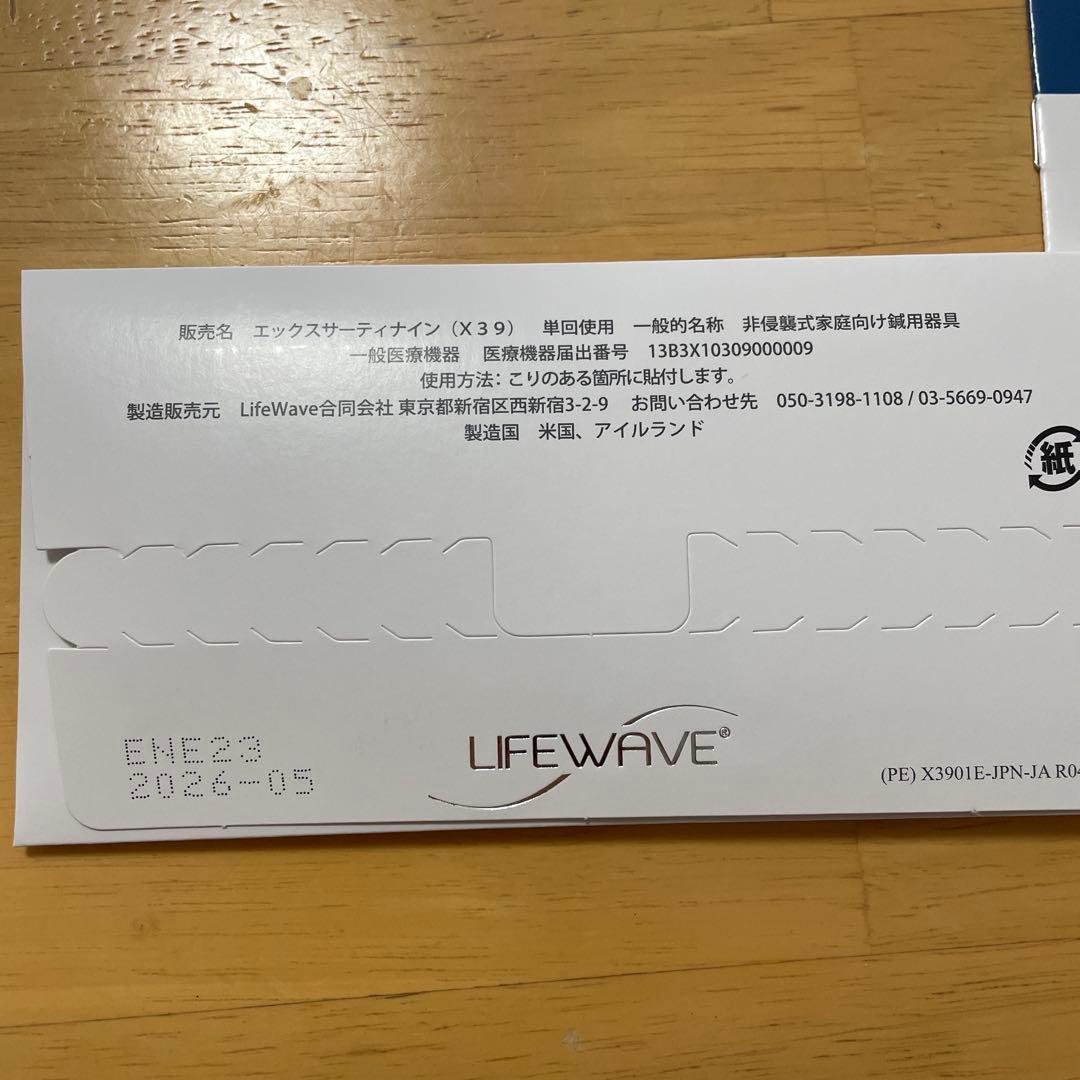 販売名 エックスサーティナイン（X39） 単回使用 一般的名称 非侵襲式家庭向け鍼用器具
一般医療機器 医療機器届出番号 13B3X10309000009
使用方法：こりのある箇所に貼付します。
製造販売元 LifeWave合同会社 東京都新宿区西新宿3-2-9 お問い合わせ先 050-3198-1108 / 03-5669-0947
製造国 米国、アイルランド
紙
ENE23
2026-05
LIFEWAVE®
(PE) X3901E-JPN-JA R04